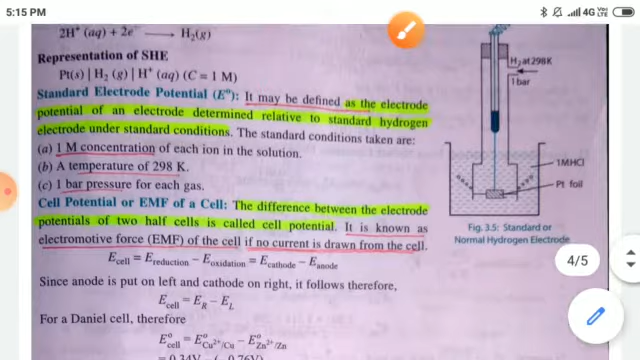 5:15 PM
4G
VoLTE
2H⁺ (aq) + 2e⁻ ⟶ H₂(g)
Representation of SHE
Pt(s) | H₂ (g) | H⁺ (aq) (C = 1 M)
Standard Electrode Potential (E°): It may be defined as the electrode
potential of an electrode determined relative to standard hydrogen
electrode under standard conditions. The standard conditions taken are:
(a) 1 M concentration of each ion in the solution.
(b) A temperature of 298 K.
(c) 1 bar pressure for each gas.
Cell Potential or EMF of a Cell: The difference between the electrode
potentials of two half cells is called cell potential. It is known as
electromotive force (EMF) of the cell if no current is drawn from the cell.
E_cell = E_reduction − E_oxidation = E_cathode − E_anode
Since anode is put on left and cathode on right, it follows therefore,
E_cell = E_R − E_L
For a Daniel cell, therefore
E°_cell = E°_Cu²⁺/Cu − E°_Zn²⁺/Zn
= 0.34V − (−0.76V)
H₂ at 298K
1 bar
1MHCl
Pt foil
Fig. 3.5: Standard or
Normal Hydrogen Electrode
4/5